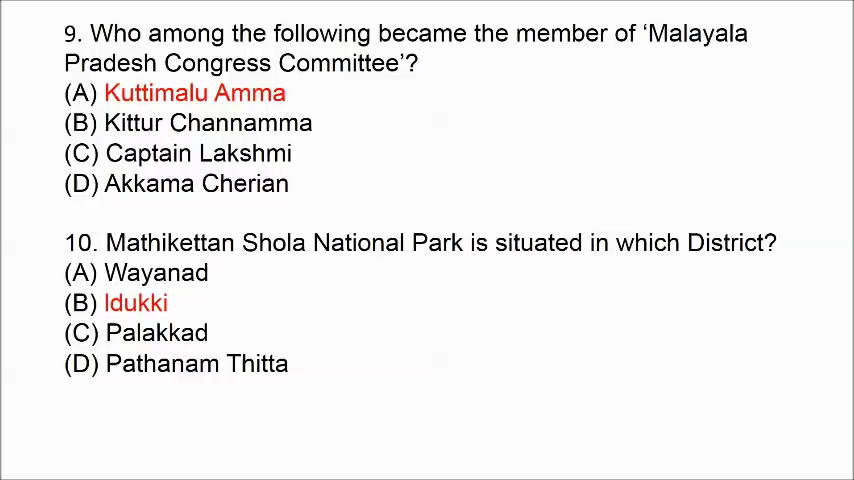 9. Who among the following became the member of ‘Malayala
Pradesh Congress Committee’?
(A) Kuttimalu Amma
(B) Kittur Channamma
(C) Captain Lakshmi
(D) Akkama Cherian
10. Mathikettan Shola National Park is situated in which District?
(A) Wayanad
(B) Idukki
(C) Palakkad
(D) Pathanam Thitta